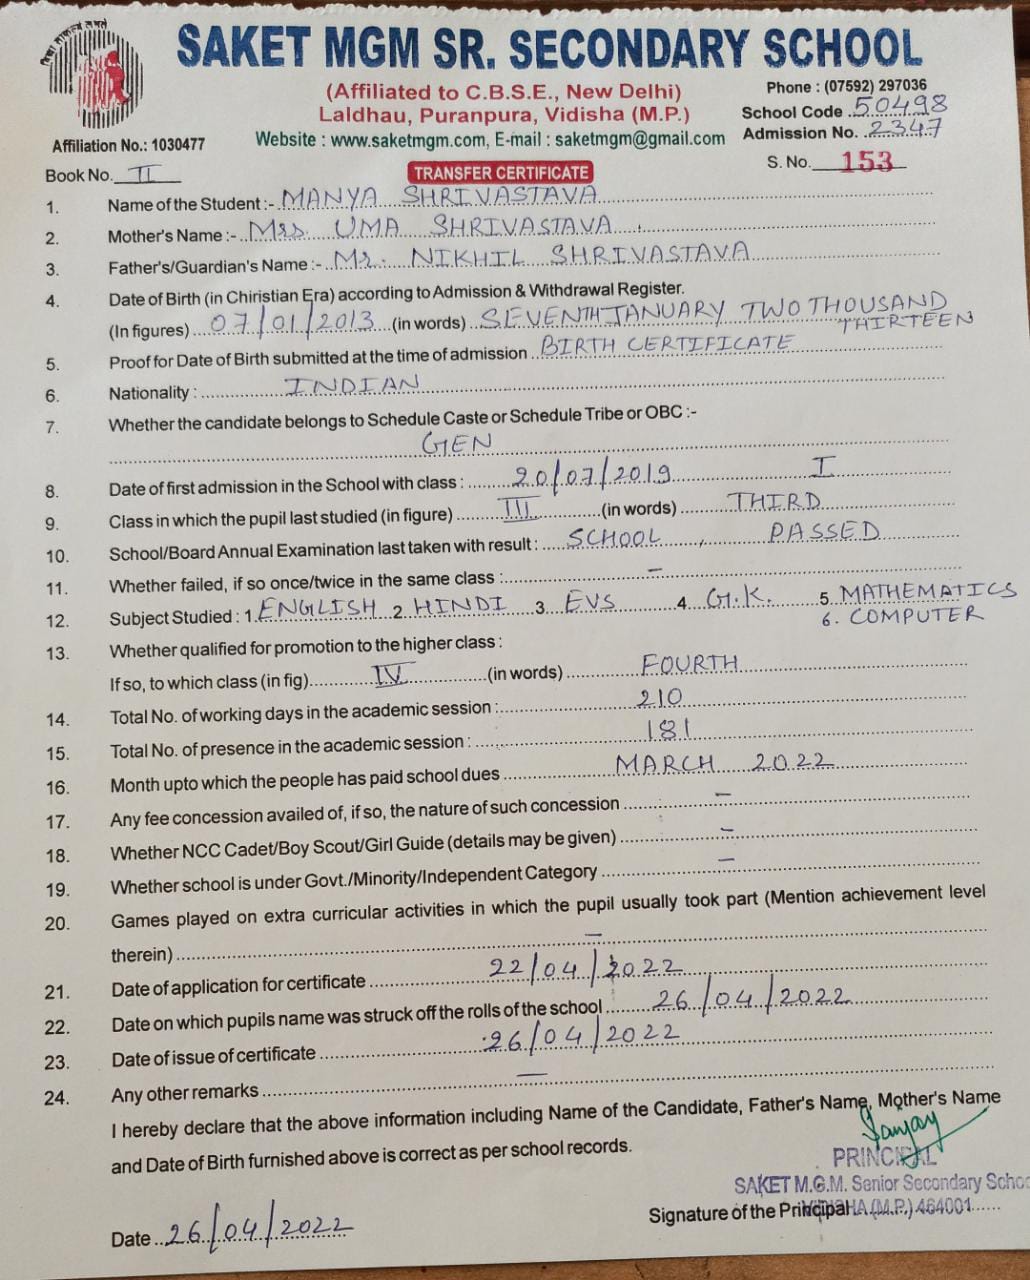 SAKET MGM SR. SECONDARY SCHOOL
(Affiliated to C.B.S.E., New Delhi)
Laldhau, Puranpura, Vidisha (M.P.)
Website : www.saketmgm.com, E-mail : saketmgm@gmail.com
Phone : (07592) 297036
School Code 50498
Admission No. 2347
Affiliation No.: 1030477
Book No. II
TRANSFER CERTIFICATE
S. No. 153
1. Name of the Student :- MANYA SHRIVASTAVA
2. Mother's Name :- Mrs. UMA SHRIVASTAVA
3. Father's/Guardian's Name :- Mr. NIKHIL SHRIVASTAVA
4. Date of Birth (in Chiristian Era) according to Admission & Withdrawal Register.
(In figures) 07/01/2013 (in words) SEVENTH JANUARY TWO THOUSAND
THIRTEEN
5. Proof for Date of Birth submitted at the time of admission BIRTH CERTIFICATE
6. Nationality : INDIAN
7. Whether the candidate belongs to Schedule Caste or Schedule Tribe or OBC :-
GEN
8. Date of first admission in the School with class : 20/07/2019 I
9. Class in which the pupil last studied (in figure) III (in words) THIRD
10. School/Board Annual Examination last taken with result : SCHOOL , PASSED
11. Whether failed, if so once/twice in the same class : –
12. Subject Studied : 1. ENGLISH 2. HINDI 3. EVS 4. G.K. 5. MATHEMATICS
6. COMPUTER
13. Whether qualified for promotion to the higher class :
If so, to which class (in fig) IV (in words) FOURTH
14. Total No. of working days in the academic session : 210
15. Total No. of presence in the academic session : 181
16. Month upto which the people has paid school dues MARCH 2022
17. Any fee concession availed of, if so, the nature of such concession –
18. Whether NCC Cadet/Boy Scout/Girl Guide (details may be given) –
19. Whether school is under Govt./Minority/Independent Category –
20. Games played on extra curricular activities in which the pupil usually took part (Mention achievement level
therein) –
21. Date of application for certificate 22/04/2022
22. Date on which pupils name was struck off the rolls of the school 26/04/2022
23. Date of issue of certificate 26/04/2022
24. Any other remarks –
I hereby declare that the above information including Name of the Candidate, Father's Name, Mother's Name
and Date of Birth furnished above is correct as per school records.
Sanjay
PRINCIPAL
SAKET M.G.M. Senior Secondary Schoo
Signature of the Principal (M.P.) 464001
Date 26/04/2022